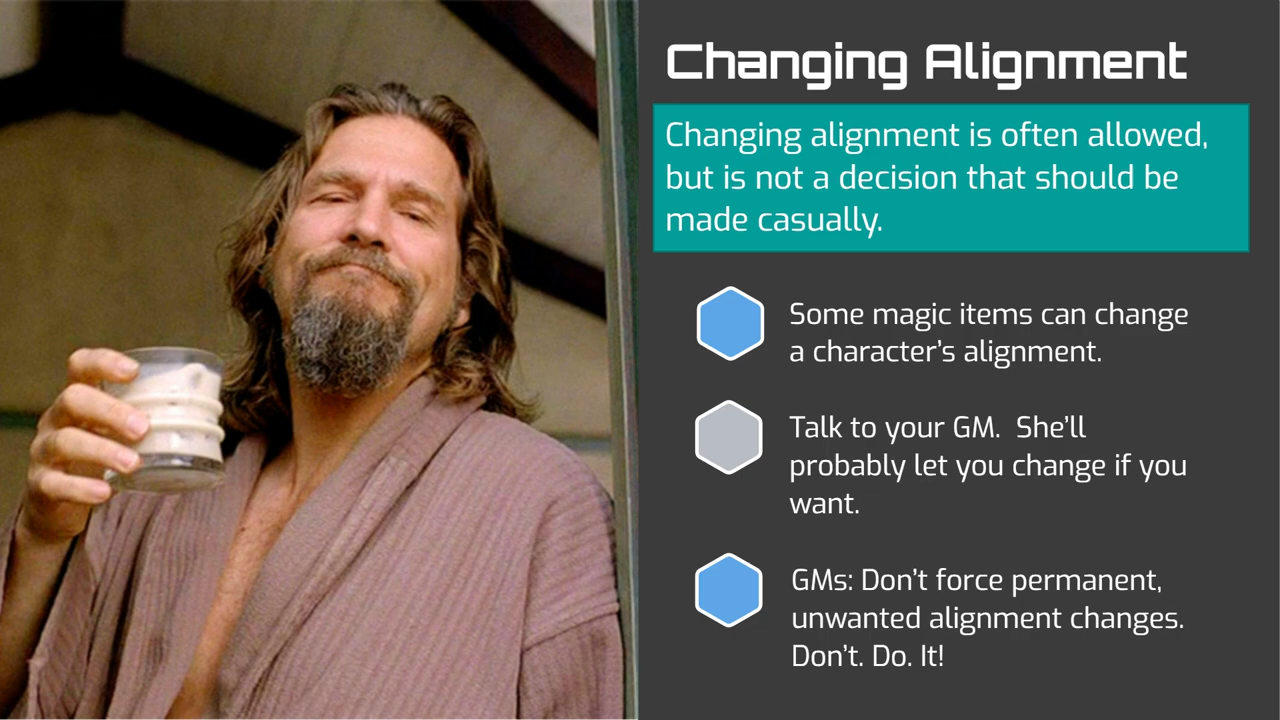 Changing Alignment
Changing alignment is often allowed,
but is not a decision that should be
made casually.
Some magic items can change
a character’s alignment.
Talk to your GM.  She’ll
probably let you change if you
want.
GMs: Don’t force permanent,
unwanted alignment changes.
Don’t. Do. It!